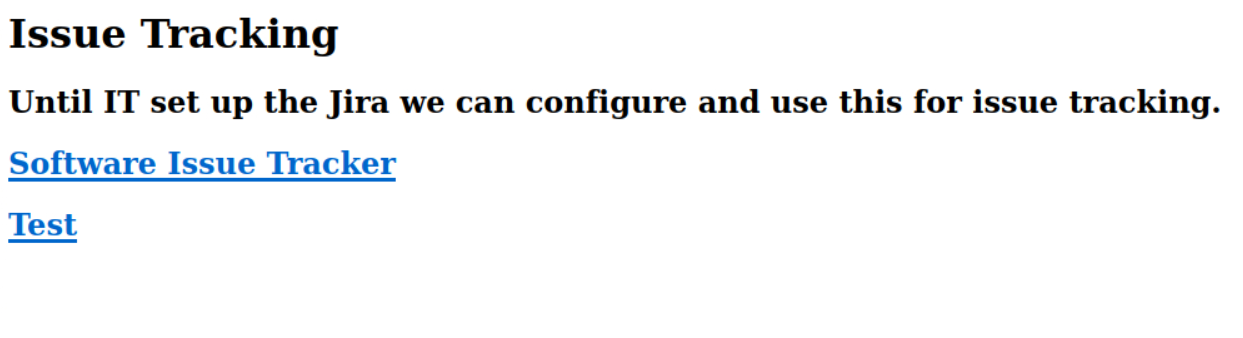 Issue Tracking
Until IT set up the Jira we can configure and use this for issue tracking.
Software Issue Tracker
Test